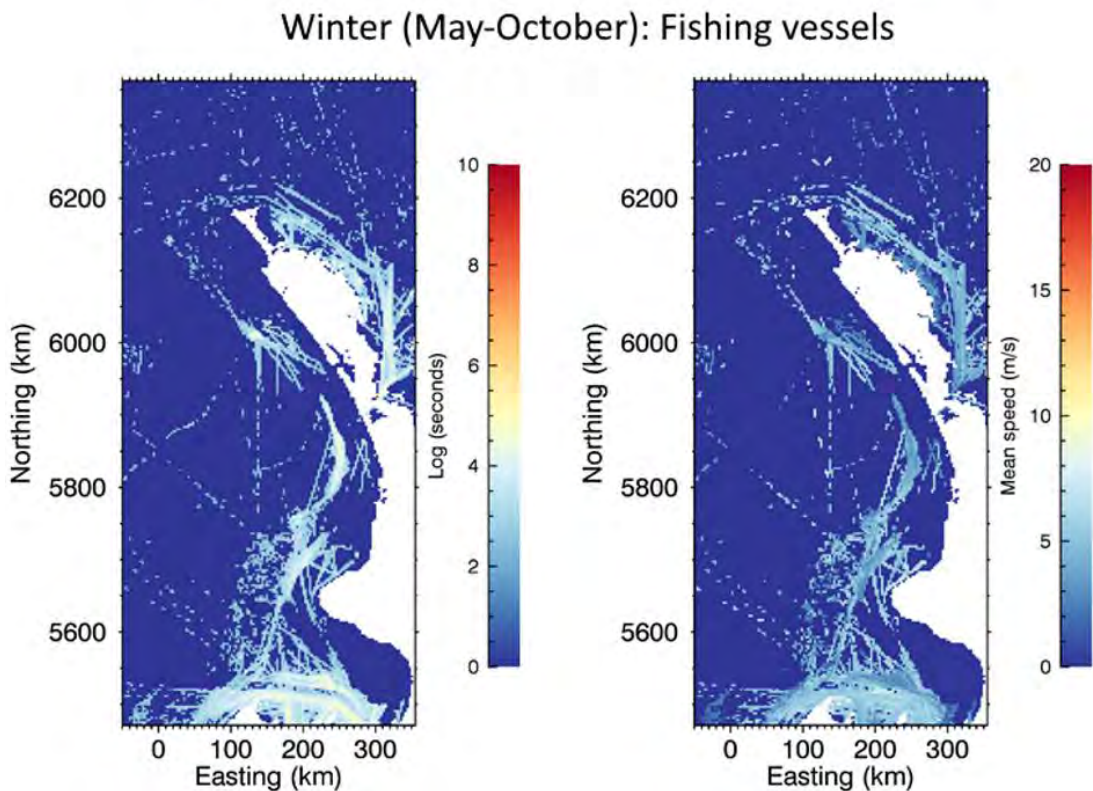 Winter (May-October): Fishing vessels
6200
6000
5800
5600
Northing (km)
0 100 200 300
Easting (km)
10
8
6
4
2
0
Log (seconds)
6200
6000
5800
5600
Northing (km)
0 100 200 300
Easting (km)
20
15
10
5
0
Mean speed (m/s)